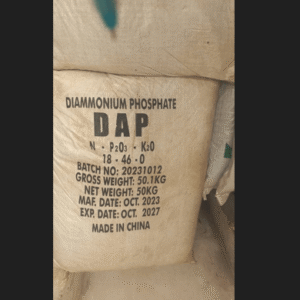 DIAMMONIUM PHOSPHATE
DAP
N - P2O5 - K2O
18 - 46 - 0
BATCH NO: 20231012
GROSS WEIGHT: 50.1KG
NET WEIGHT: 50KG
MAF. DATE: OCT. 2023
EXP. DATE: OCT. 2027
MADE IN CHINA